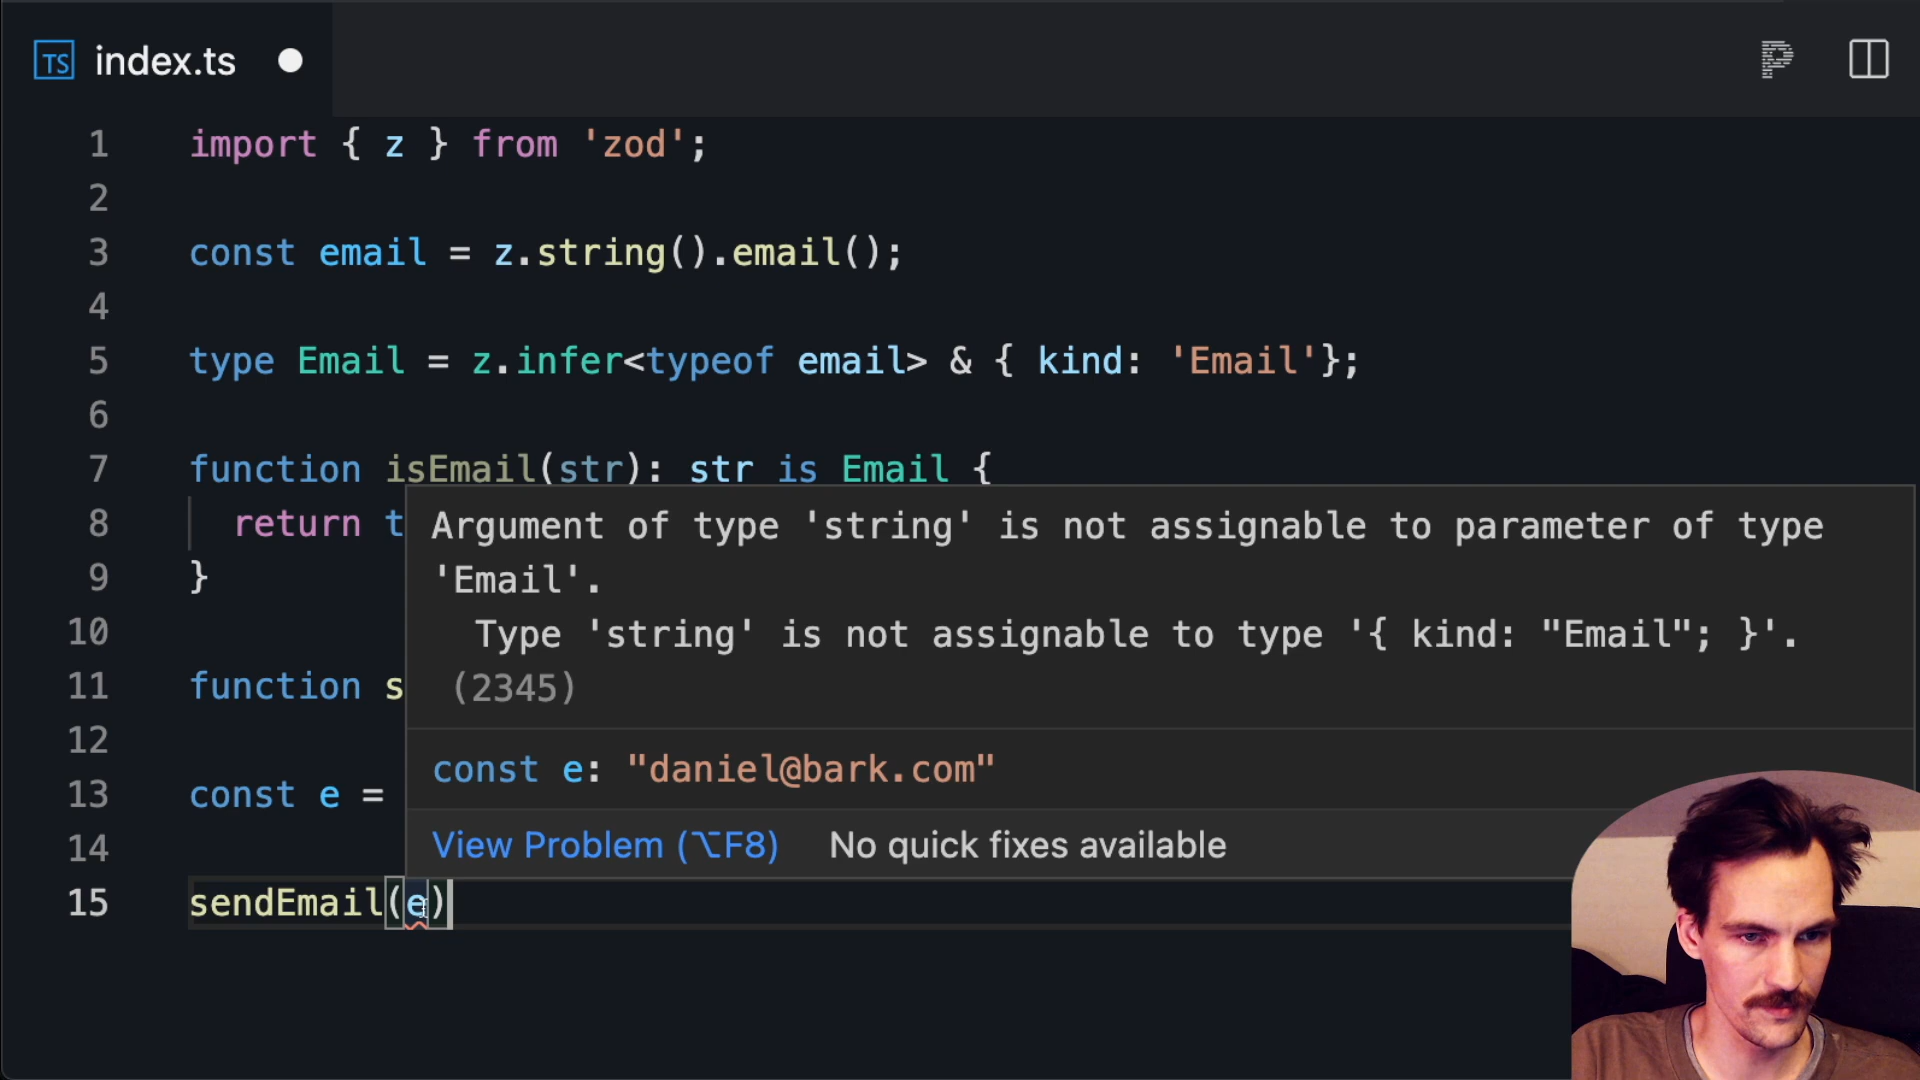 TS index.ts
1 import { z } from 'zod';
2
3 const email = z.string().email();
4
5 type Email = z.infer<typeof email> & { kind: 'Email'};
6
7 function isEmail(str): str is Email {
8 return t
Argument of type 'string' is not assignable to parameter of type
'Email'.
9 }
Type 'string' is not assignable to type '{ kind: "Email"; }'.
10
(2345)
11 function s
12
const e: "daniel@bark.com"
13 const e =
14
View Problem (⌥F8) No quick fixes available
15 sendEmail(e)